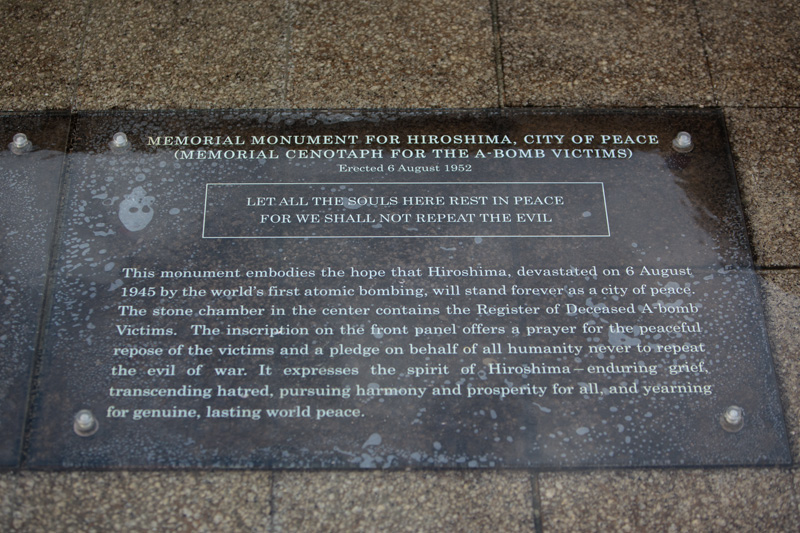 MEMORIAL MONUMENT FOR HIROSHIMA, CITY OF PEACE
(MEMORIAL CENOTAPH FOR THE A-BOMB VICTIMS)
Erected 6 August 1952
LET ALL THE SOULS HERE REST IN PEACE
FOR WE SHALL NOT REPEAT THE EVIL
This monument embodies the hope that Hiroshima, devastated on 6 August
1945 by the world's first atomic bombing, will stand forever as a city of peace.
The stone chamber in the center contains the Register of Deceased A-bomb
Victims. The inscription on the front panel offers a prayer for the peaceful
repose of the victims and a pledge on behalf of all humanity never to repeat
the evil of war. It expresses the spirit of Hiroshima – enduring grief,
transcending hatred, pursuing harmony and prosperity for all, and yearning
for genuine, lasting world peace.